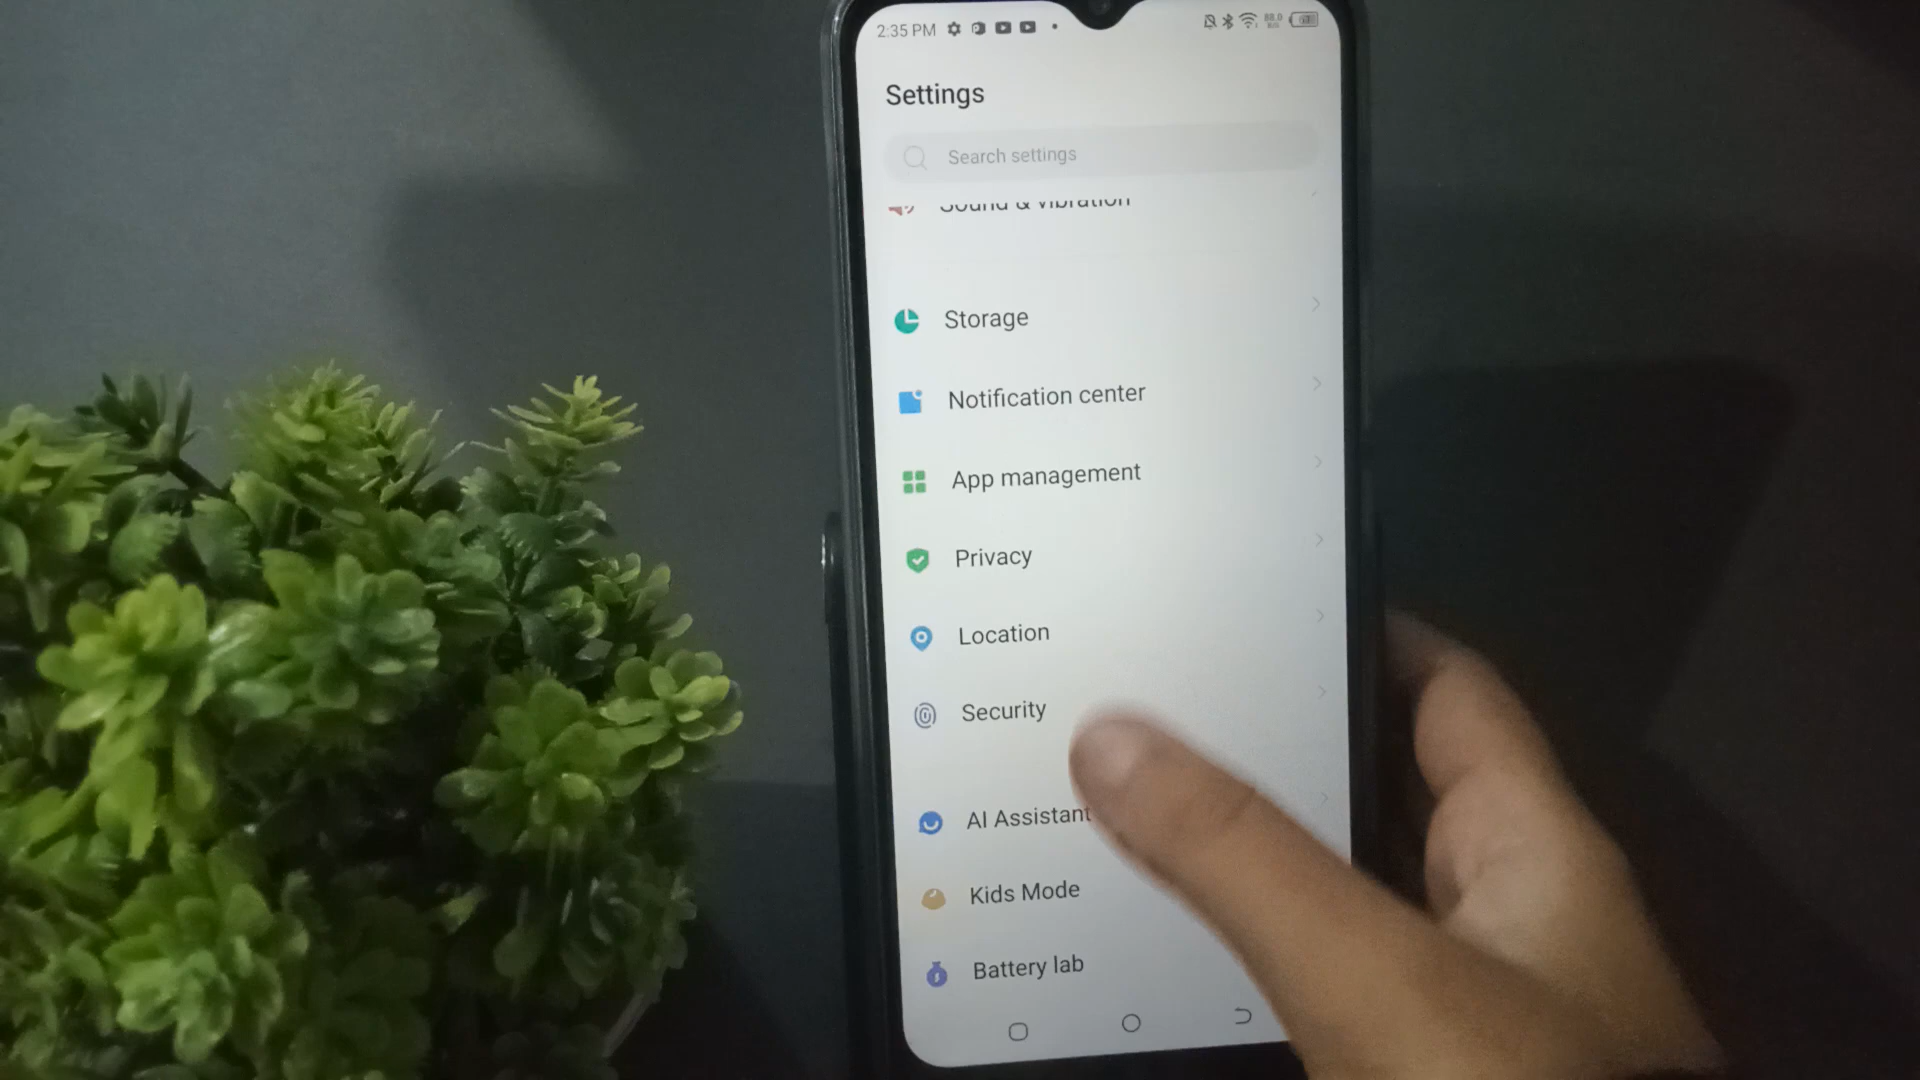 2:35 PM
Settings
Search settings
Sound & vibration
Storage
Notification center
App management
Privacy
Location
Security
AI Assistant
Kids Mode
Battery lab